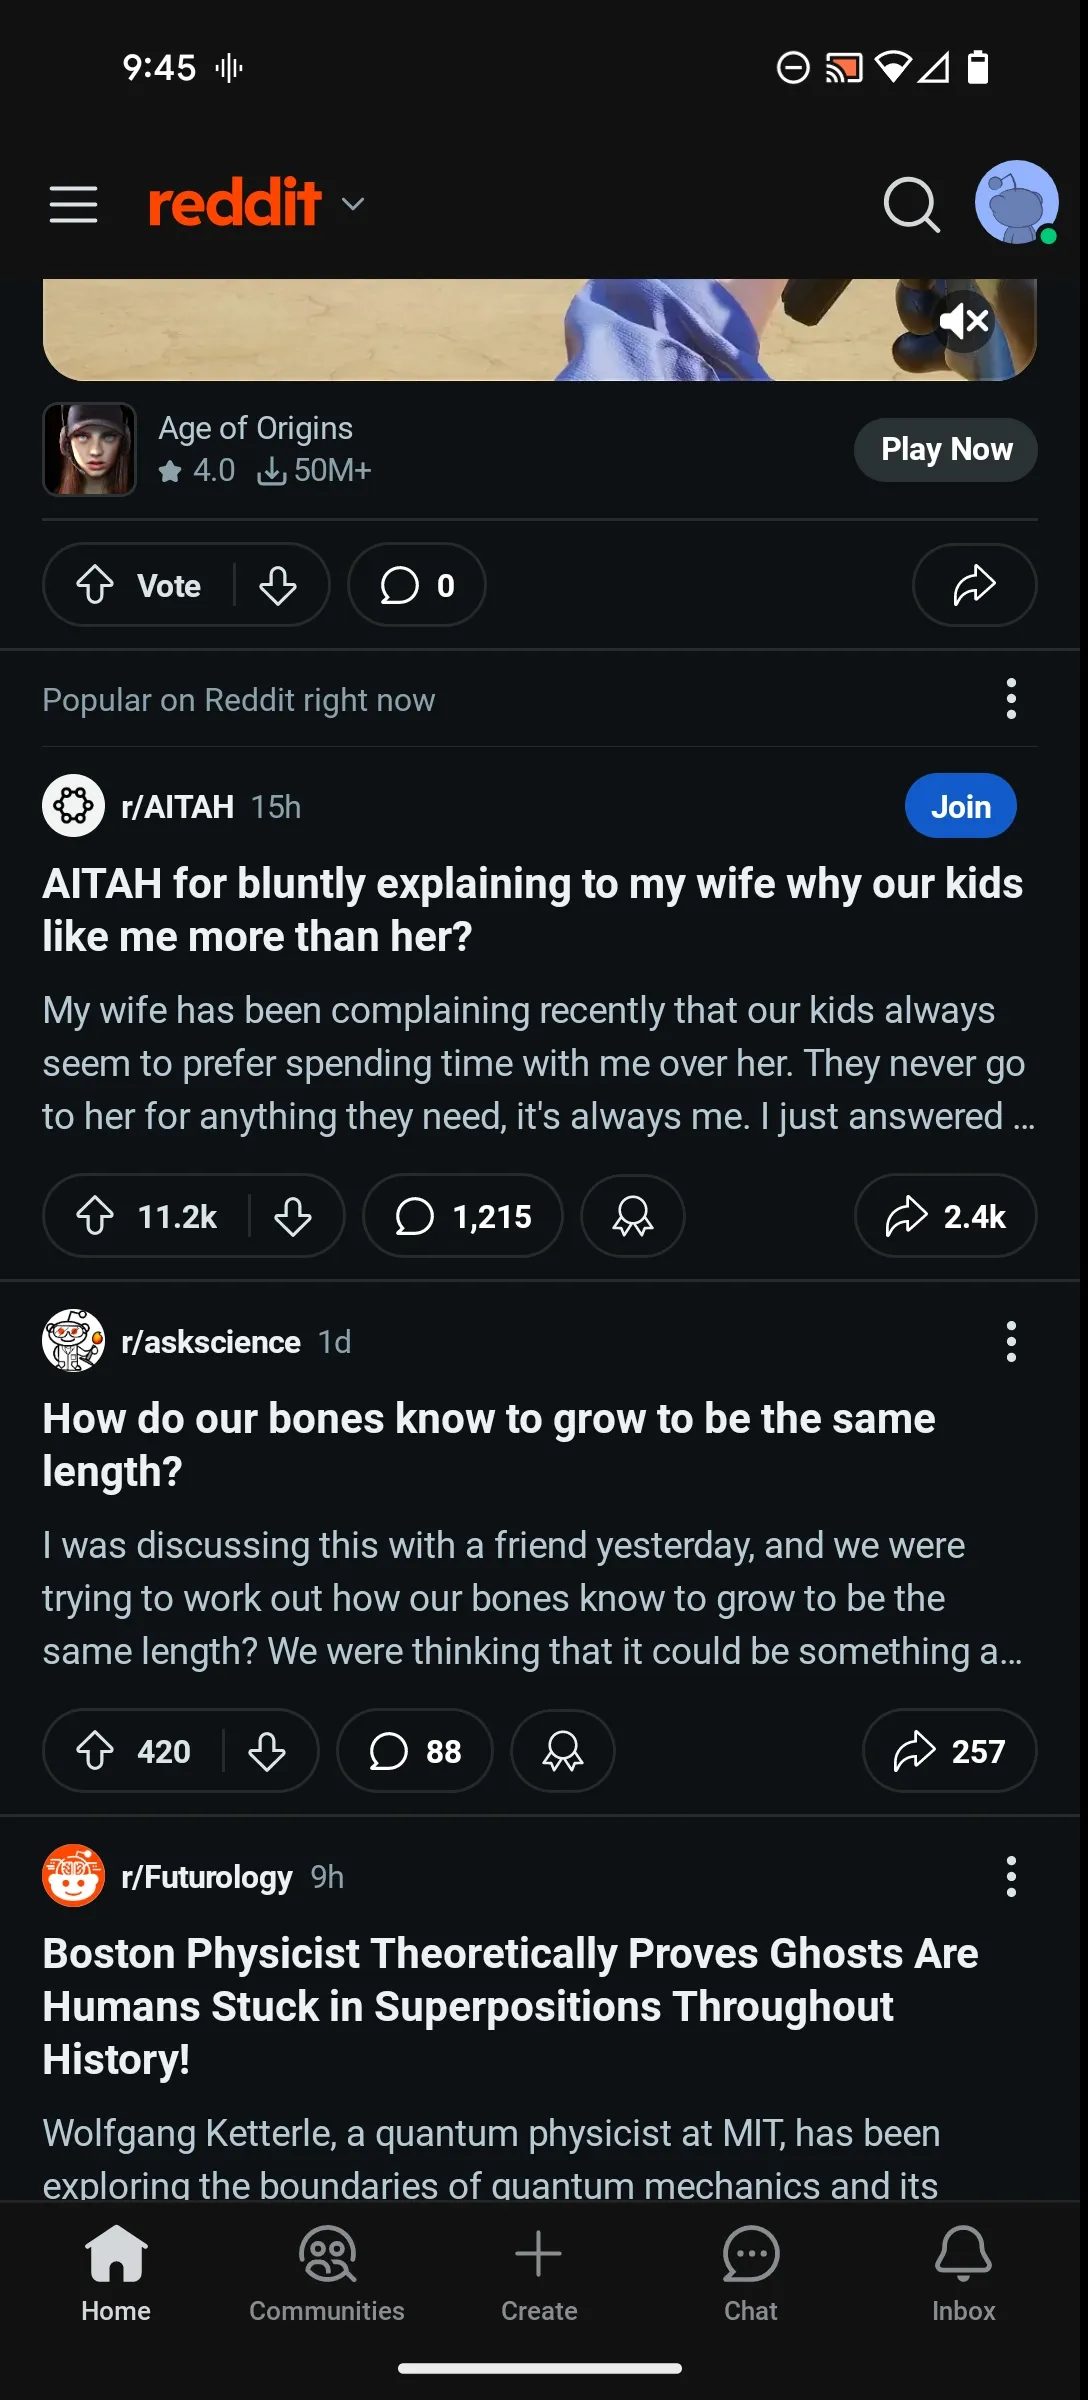 9:45
reddit
Age of Origins
4.0 50M+
Play Now
Vote
0
Popular on Reddit right now
r/AITAH 15h
Join
AITAH for bluntly explaining to my wife why our kids
like me more than her?
My wife has been complaining recently that our kids always
seem to prefer spending time with me over her. They never go
to her for anything they need, it's always me. I just answered ...
11.2k
1,215
2.4k
r/askscience 1d
How do our bones know to grow to be the same
length?
I was discussing this with a friend yesterday, and we were
trying to work out how our bones know to grow to be the
same length? We were thinking that it could be something a...
420
88
257
r/Futurology 9h
Boston Physicist Theoretically Proves Ghosts Are
Humans Stuck in Superpositions Throughout
History!
Wolfgang Ketterle, a quantum physicist at MIT, has been
exploring the boundaries of quantum mechanics and its
Home
Communities
Create
Chat
Inbox